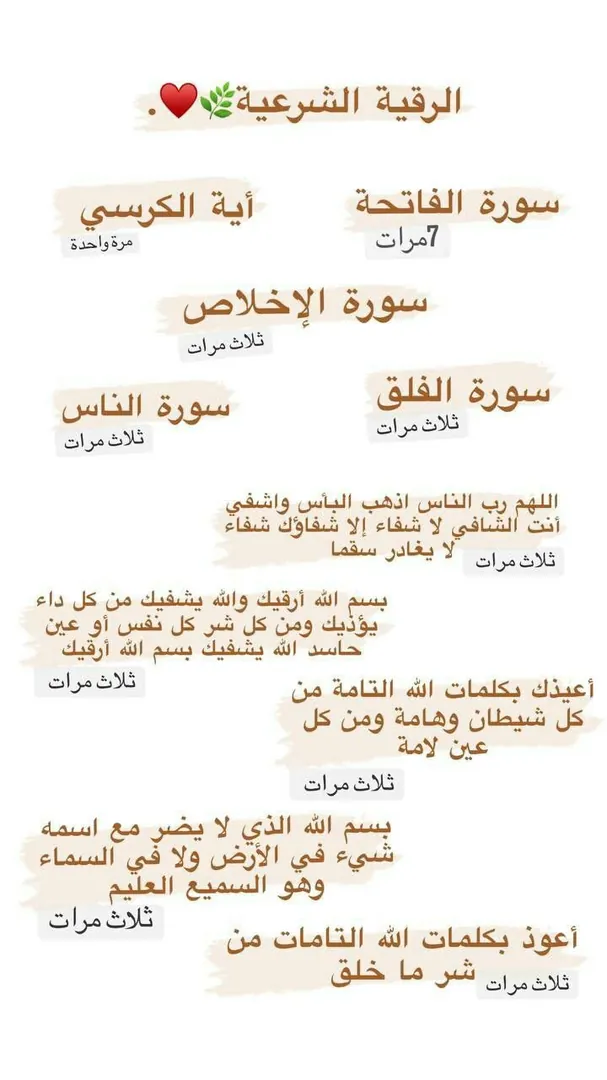 الرقية الشرعية🌿♥️.
سورة الفاتحة
7مرات
أية الكرسي
مرة واحدة
سورة الإخلاص
ثلاث مرات
سورة الفلق
ثلاث مرات
سورة الناس
ثلاث مرات
اللهم رب الناس اذهب البأس واشفي
أنت الشافي لا شفاء إلا شفاؤك شفاء
لا يغادر سقما
ثلاث مرات
بسم الله أرقيك والله يشفيك من كل داء
يؤذيك ومن كل شر كل نفس أو عين
حاسد الله يشفيك بسم الله أرقيك
ثلاث مرات
أعيذك بكلمات الله التامة من
كل شيطان وهامة ومن كل
عين لامة
ثلاث مرات
بسم الله الذي لا يضر مع اسمه
شيء في الأرض ولا في السماء
وهو السميع العليم
ثلاث مرات
أعوذ بكلمات الله التامات من
شر ما خلق
ثلاث مرات